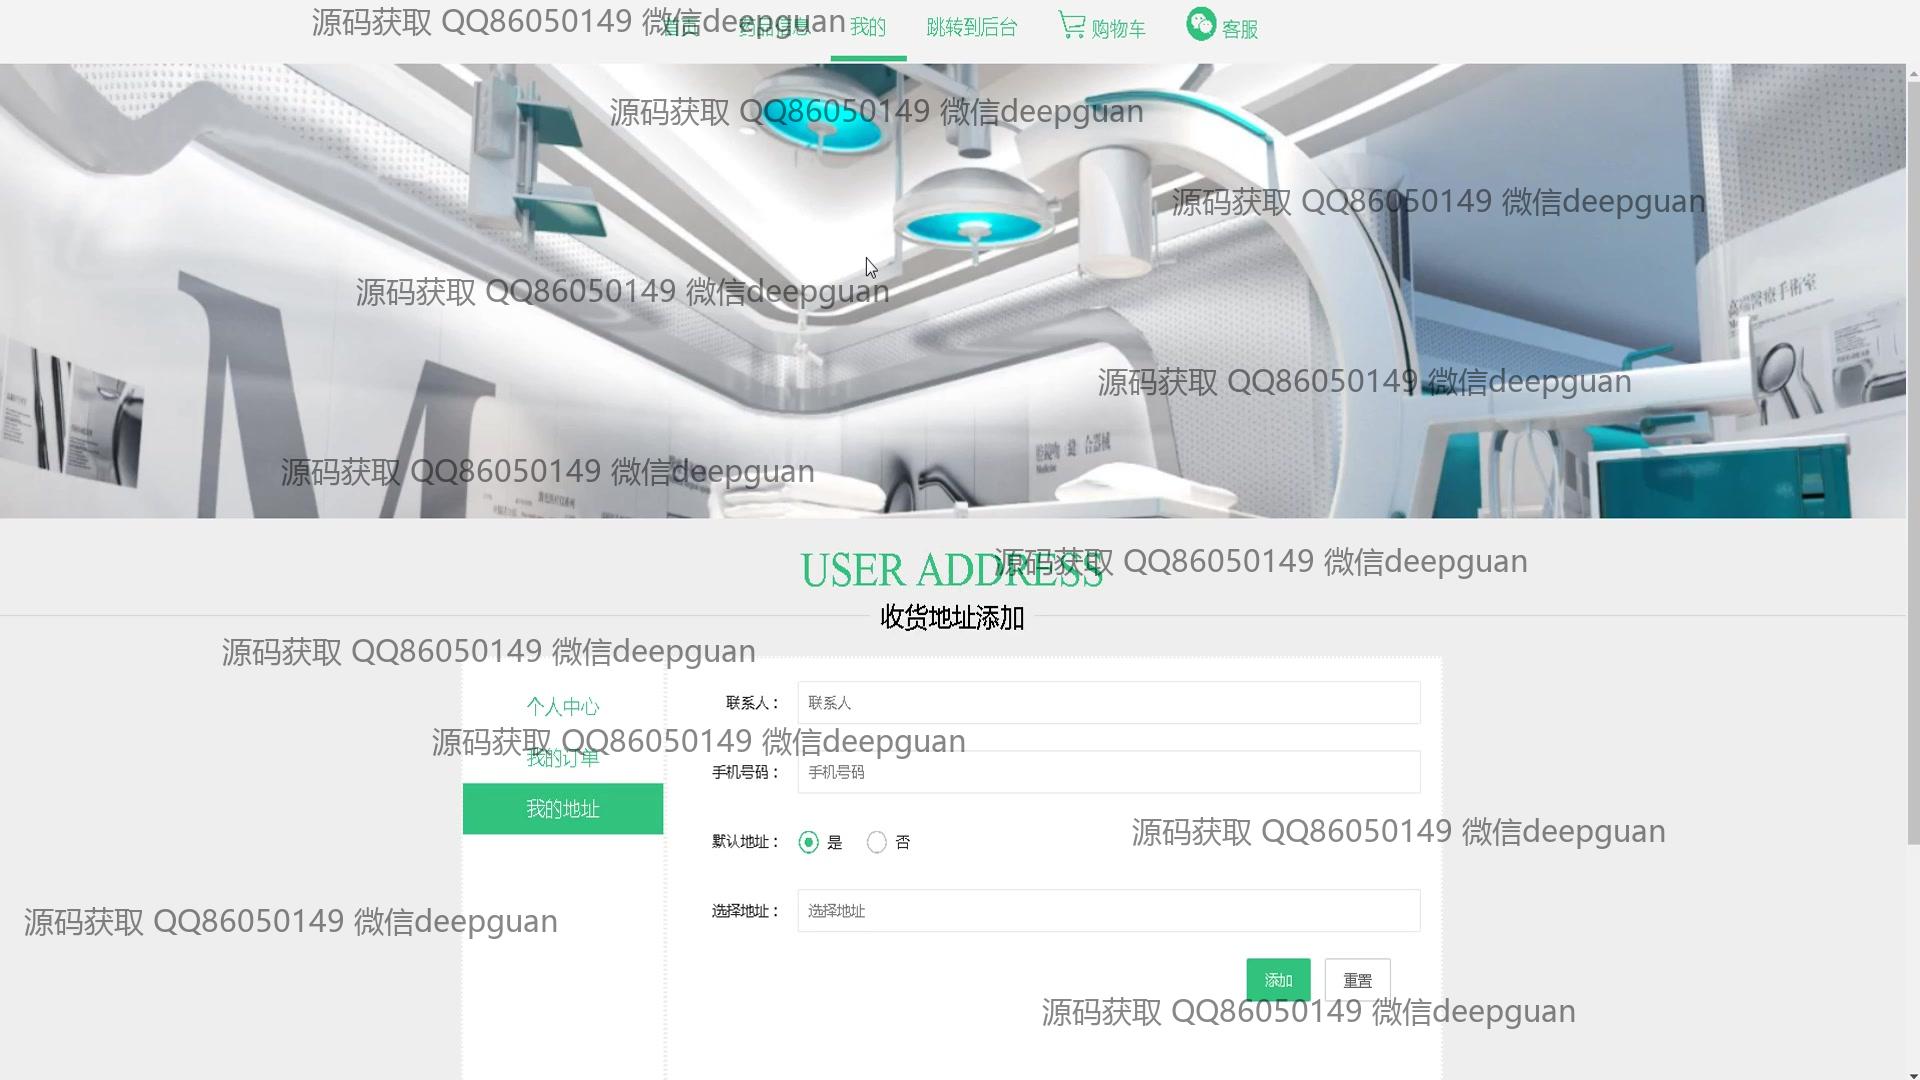 源码获取 QQ86050149 微信deepguan
首页 药品信息 我的 跳转到后台 购物车 客服
源码获取 QQ86050149 微信deepguan
源码获取 QQ86050149 微信deepguan
源码获取 QQ86050149 微信deepguan
高端醫療手術室
源码获取 QQ86050149 微信deepguan
源码获取 QQ86050149 微信deepguan
M M
Medicine
源码获取 QQ86050149 微信deepguan
USER ADDRESS
收货地址添加
源码获取 QQ86050149 微信deepguan
个人中心
联系人： 联系人
源码获取 QQ86050149 微信deepguan
我的订单
手机号码： 手机号码
我的地址
源码获取 QQ86050149 微信deepguan
默认地址： 是 否
选择地址： 选择地址
源码获取 QQ86050149 微信deepguan
添加 重置
源码获取 QQ86050149 微信deepguan